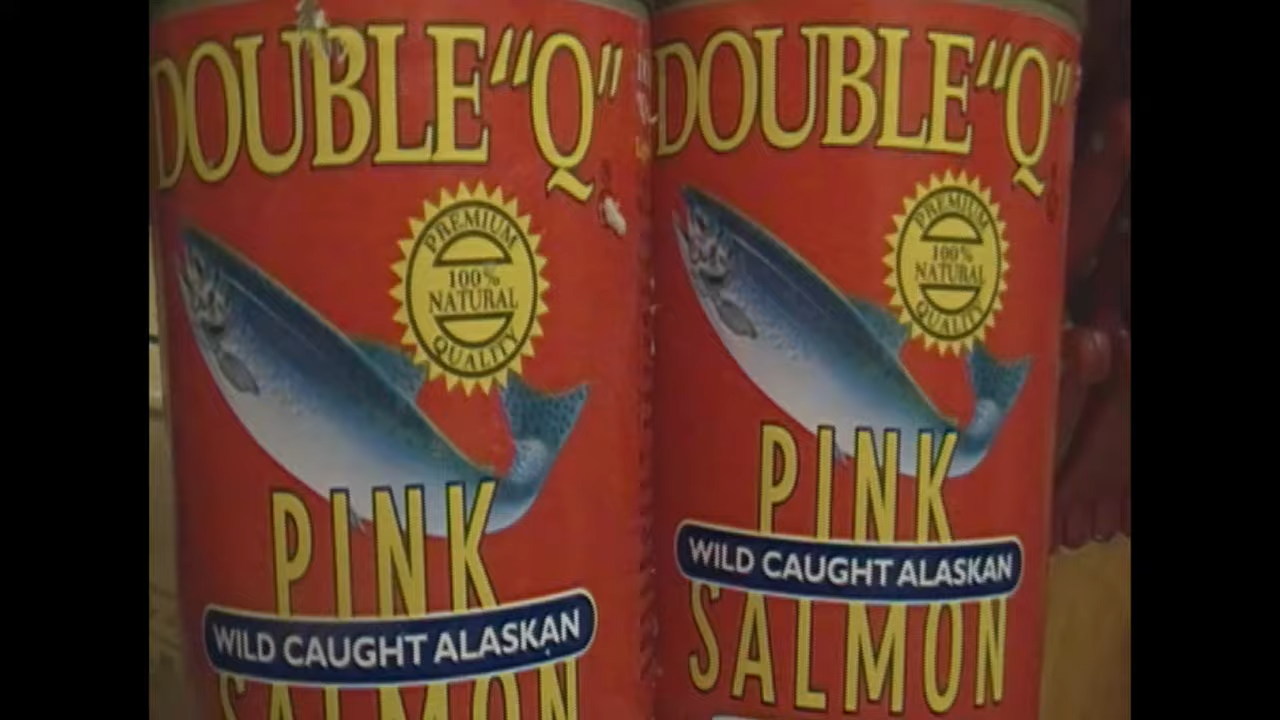 DOUBLE "Q"
PREMIUM
100%
NATURAL
QUALITY
PINK
WILD CAUGHT ALASKAN
SALMON
DOUBLE "Q"
PREMIUM
100%
NATURAL
QUALITY
PINK
WILD CAUGHT ALASKAN
SALMON